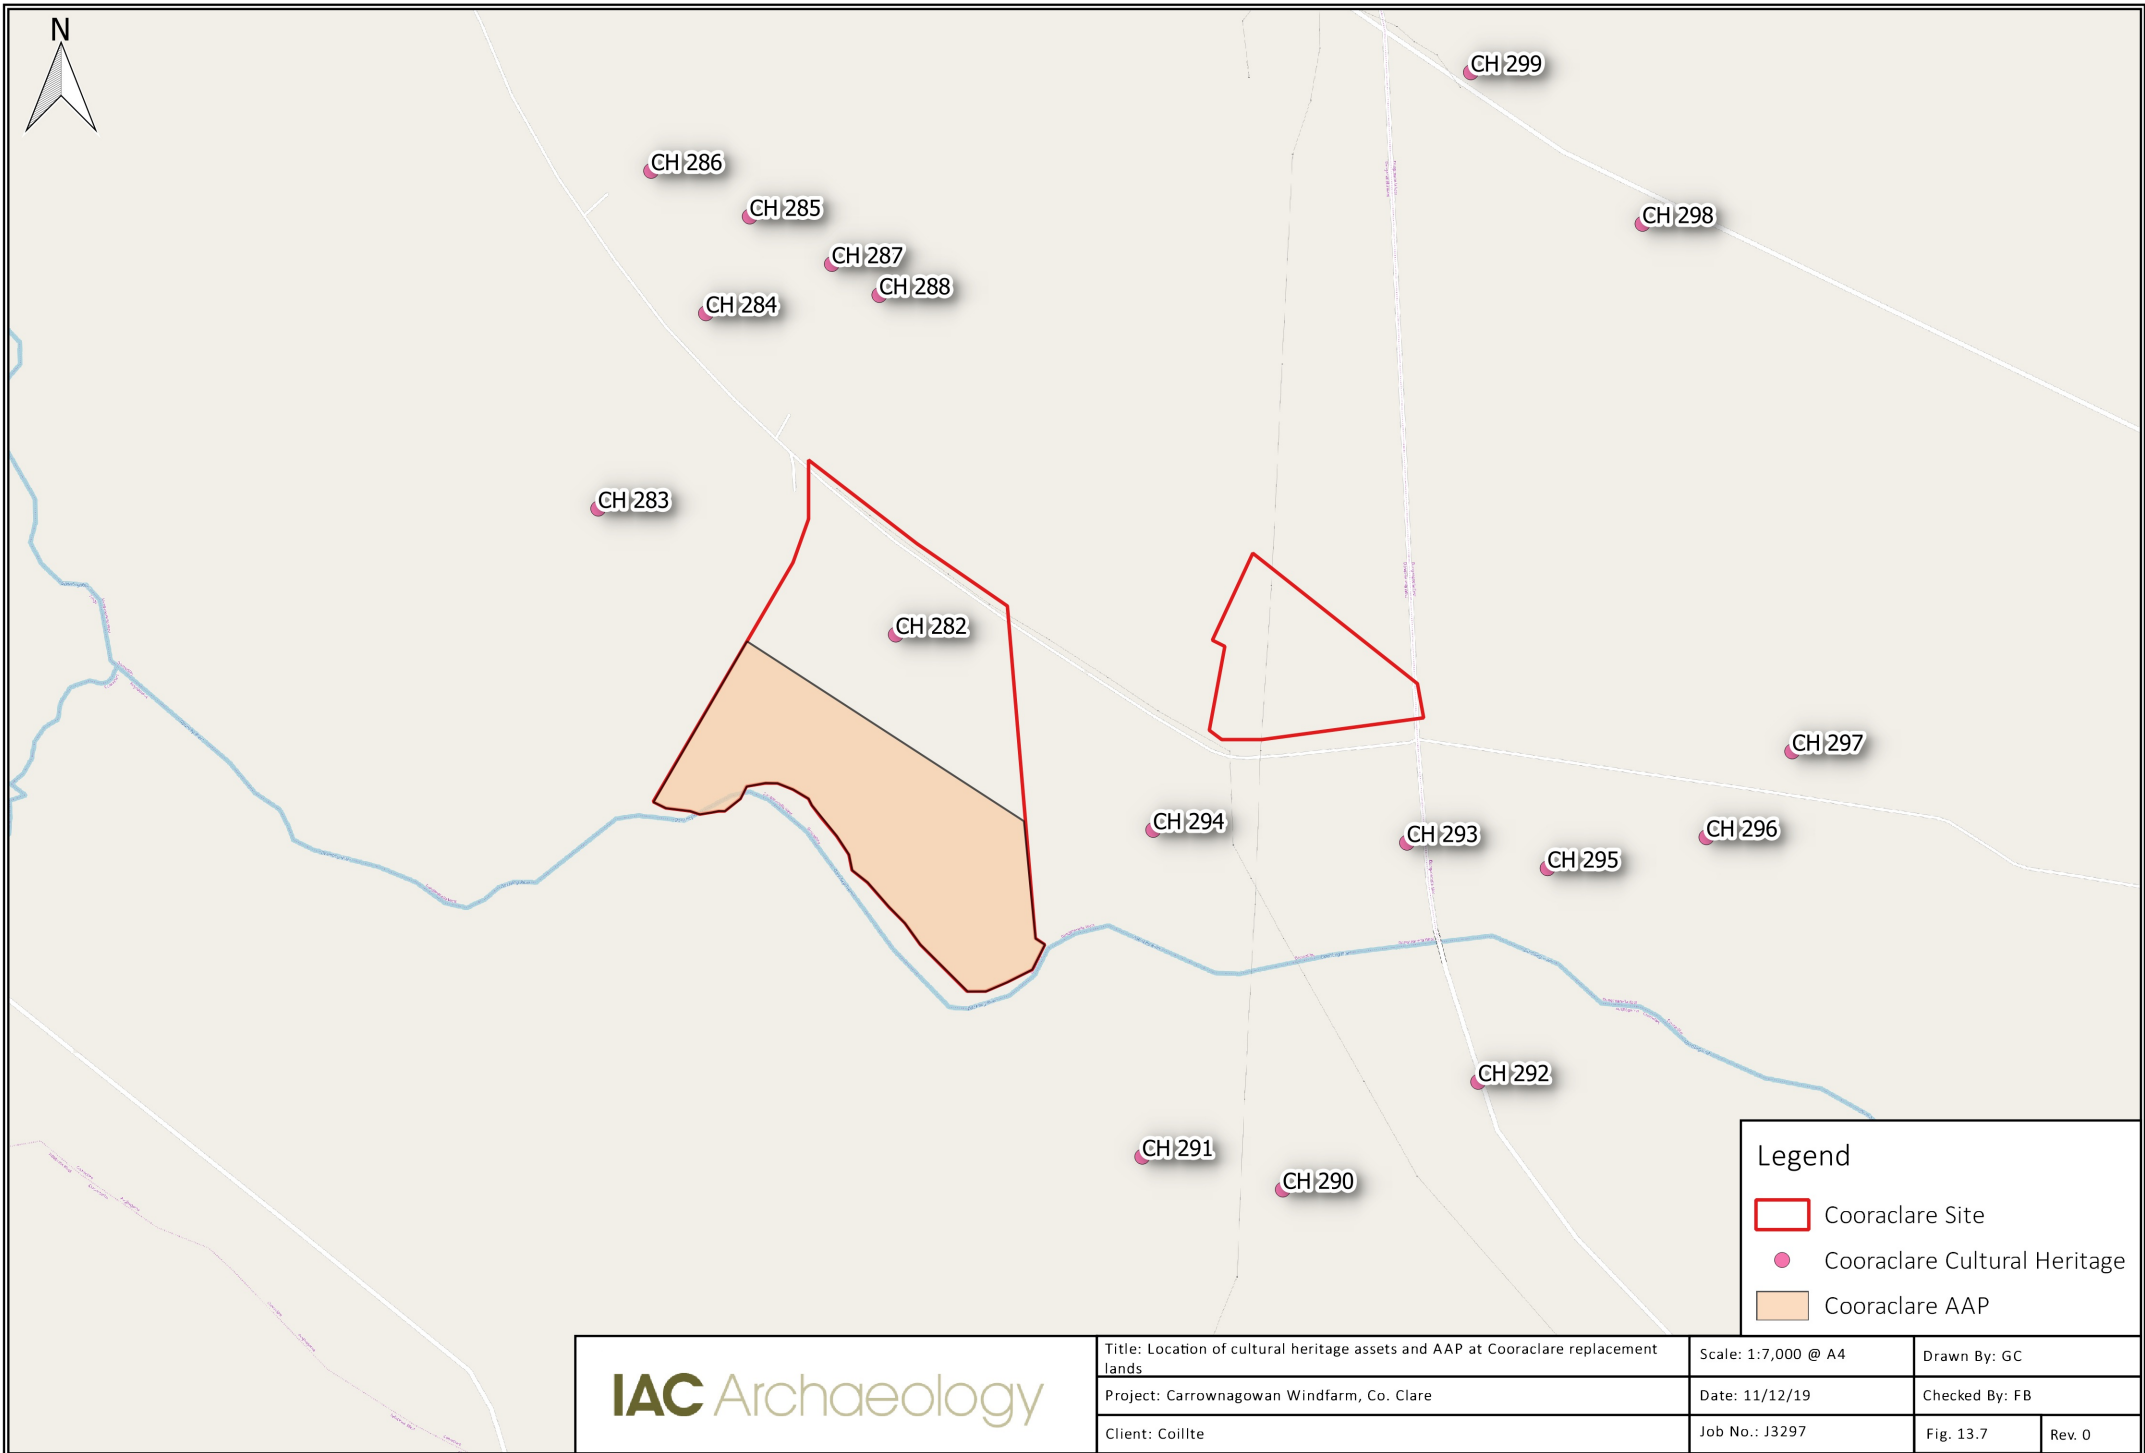 N
CH 299
CH 286
CH 285
CH 298
CH 287
CH 288
CH 284
CH 283
CH 282
CH 297
CH 294
CH 293
CH 296
CH 295
CH 292
CH 291
CH 290
Legend
Cooraclare Site
Cooraclare Cultural Heritage
Cooraclare AAP
IAC Archaeology
Title: Location of cultural heritage assets and AAP at Cooraclare replacement
lands
Scale: 1:7,000 @ A4
Drawn By: GC
Project: Carrownagowan Windfarm, Co. Clare
Date: 11/12/19
Checked By: FB
Client: Coillte
Job No.: J3297
Fig. 13.7
Rev. 0